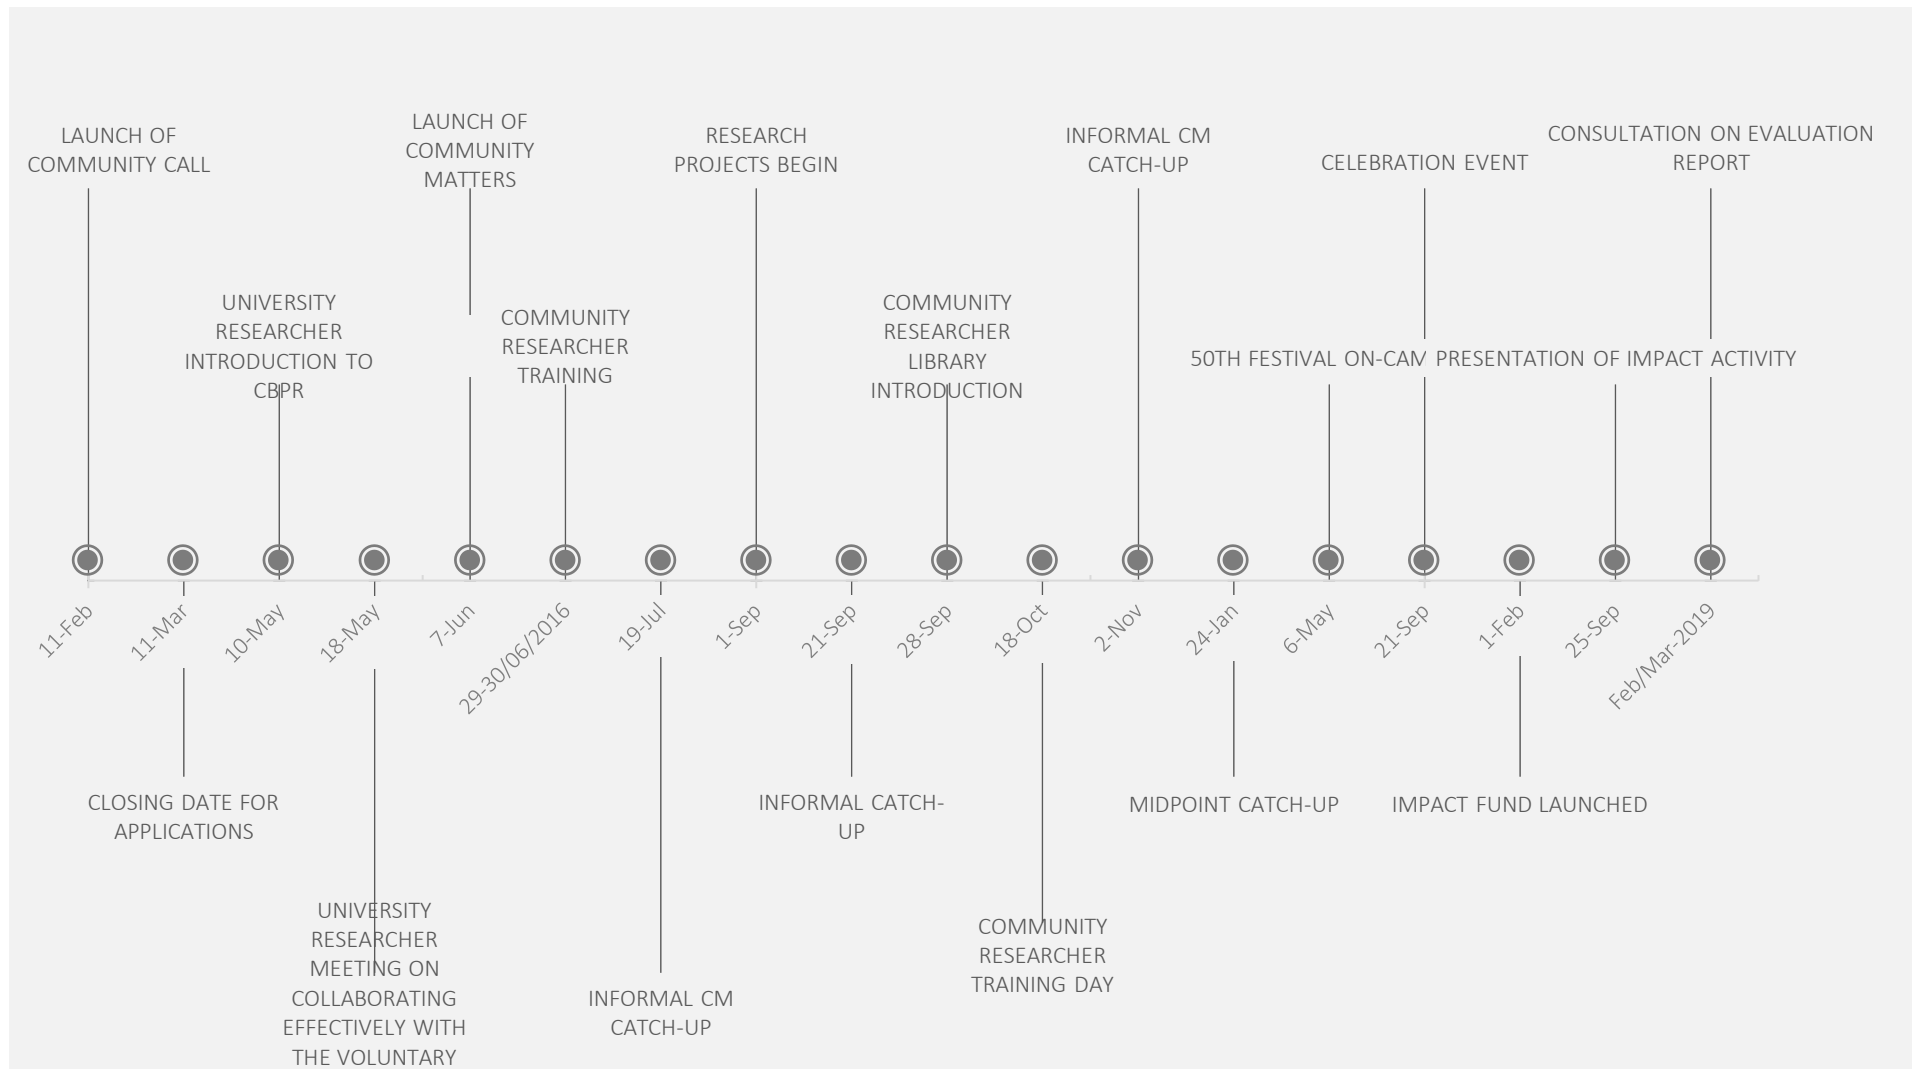 LAUNCH OF
COMMUNITY CALL
LAUNCH OF
COMMUNITY
MATTERS
RESEARCH
PROJECTS BEGIN
INFORMAL CM
CATCH-UP
CELEBRATION EVENT
CONSULTATION ON EVALUATION
REPORT
UNIVERSITY
RESEARCHER
INTRODUCTION TO
CBPR
COMMUNITY
RESEARCHER
TRAINING
COMMUNITY
RESEARCHER
LIBRARY
INTRODUCTION
50TH FESTIVAL ON-CAM
PRESENTATION OF IMPACT ACTIVITY
11-Feb
11-Mar
10-May
18-May
7-Jun
29-30/06/2016
19-Jul
1-Sep
21-Sep
28-Sep
18-Oct
2-Nov
24-Jan
6-May
21-Sep
1-Feb
25-Sep
Feb/Mar-2019
CLOSING DATE FOR
APPLICATIONS
INFORMAL CATCH-
UP
MIDPOINT CATCH-UP
IMPACT FUND LAUNCHED
UNIVERSITY
RESEARCHER
MEETING ON
COLLABORATING
EFFECTIVELY WITH
THE VOLUNTARY
INFORMAL CM
CATCH-UP
COMMUNITY
RESEARCHER
TRAINING DAY